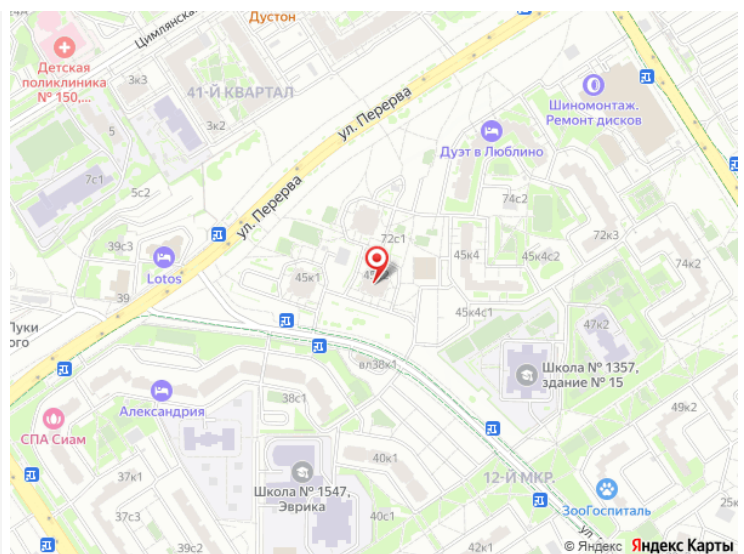 Дустон
Цимлянская
Детская
поликлиника
№ 150,...
3к3
41-Й КВАРТАЛ
3к2
5
7с1
5с2
ул. Перерва
Шиномонтаж.
Ремонт дисков
Дуэт в Люблино
74с2
ул. Перерва
39с3
Lotos
39
72с1
45к4
45к4с2
72к3
74к2
45к1
45к4с1
47к2
вл38к1
Школа № 1357,
здание № 15
38с1
Александрия
СПА Сиам
49к2
37к1
Школа № 1547,
Эврика
40к1
12-Й МКР.
ЗооГоспиталь
37с3
40с1
42к1
ул.
© Яндекс Яндекс Карты